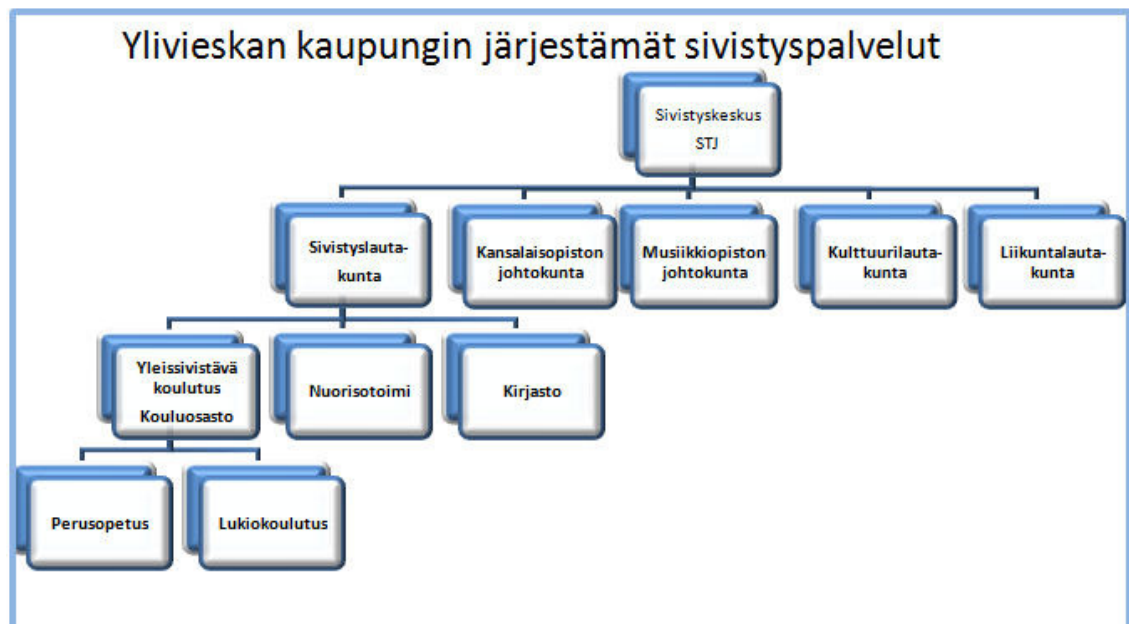 Ylivieskan kaupungin järjestämät sivistyspalvelut
Sivistyskeskus
STJ
Sivistyslauta-
kunta
Kansalaisopiston
johtokunta
Musiikkiopiston
johtokunta
Kulttuurilauta-
kunta
Liikuntalauta-
kunta
Yleissivistävä
koulutus
Kouluosasto
Nuorisotoimi
Kirjasto
Perusopetus
Lukiokoulutus